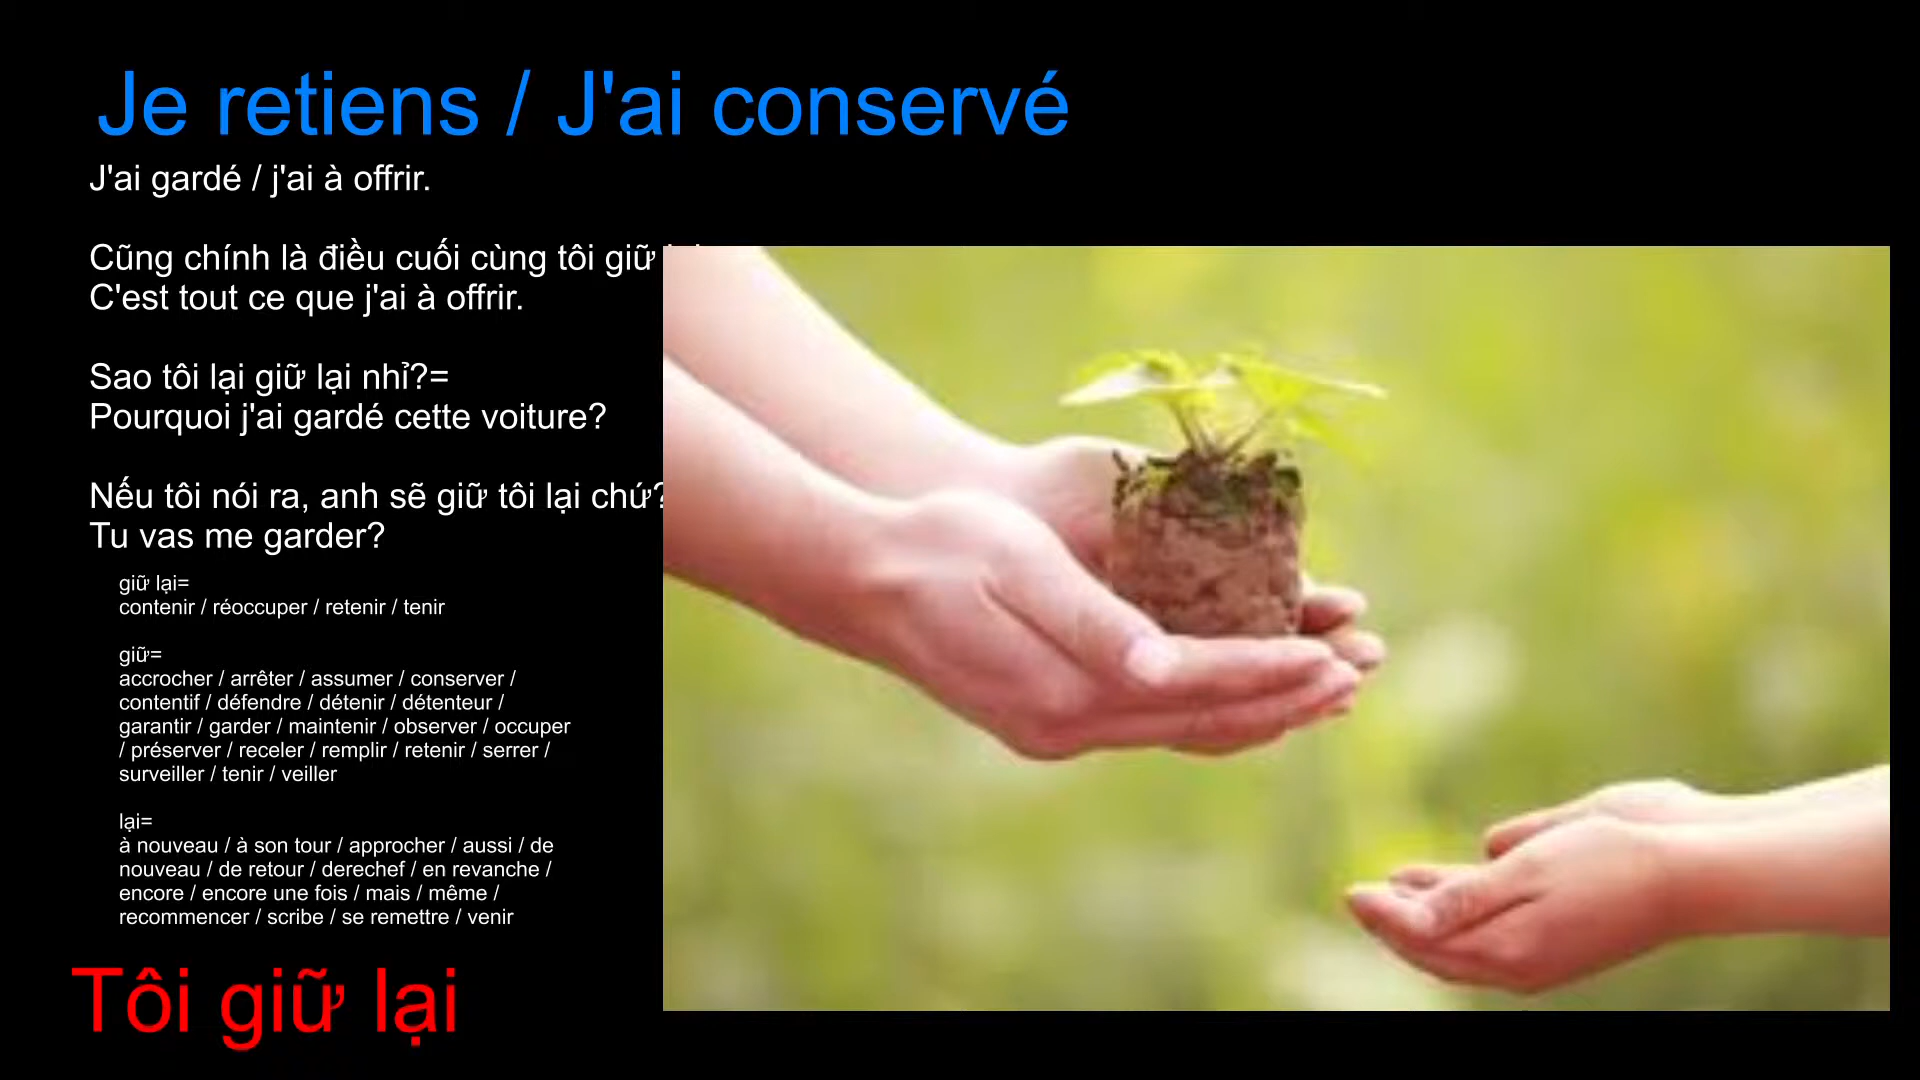 Je retiens / J'ai conservé
J'ai gardé / j'ai à offrir.
Cũng chính là điều cuối cùng tôi giữ
C'est tout ce que j'ai à offrir.
Sao tôi lại giữ lại nhỉ?=
Pourquoi j'ai gardé cette voiture?
Nếu tôi nói ra, anh sẽ giữ tôi lại chứ?
Tu vas me garder?
giữ lại=
contenir / réoccuper / retenir / tenir
giữ=
accrocher / arrêter / assumer / conserver /
contentif / défendre / détenir / détenteur /
garantir / garder / maintenir / observer / occuper
/ préserver / receler / remplir / retenir / serrer /
surveiller / tenir / veiller
lại=
à nouveau / à son tour / approcher / aussi / de
nouveau / de retour / derechef / en revanche /
encore / encore une fois / mais / même /
recommencer / scribe / se remettre / venir
Tôi giữ lại